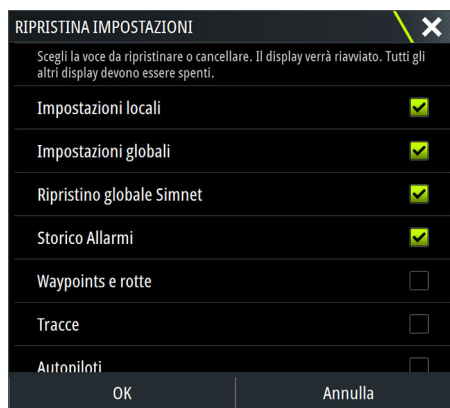 RIPRISTINA IMPOSTAZIONI
Scegli la voce da ripristinare o cancellare. Il display verrà riavviato. Tutti gli
altri display devono essere spenti.
Impostazioni locali
Impostazioni globali
Ripristino globale Simnet
Storico Allarmi
Waypoints e rotte
Tracce
Autopiloti
OK
Annulla